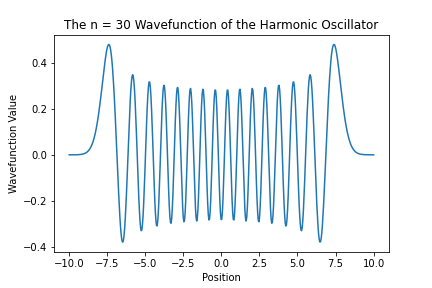 The n = 30 Wavefunction of the Harmonic Oscillator
0.4
0.2
0.0
−0.2
−0.4
Wavefunction Value
−10.0 −7.5 −5.0 −2.5 0.0 2.5 5.0 7.5 10.0
Position